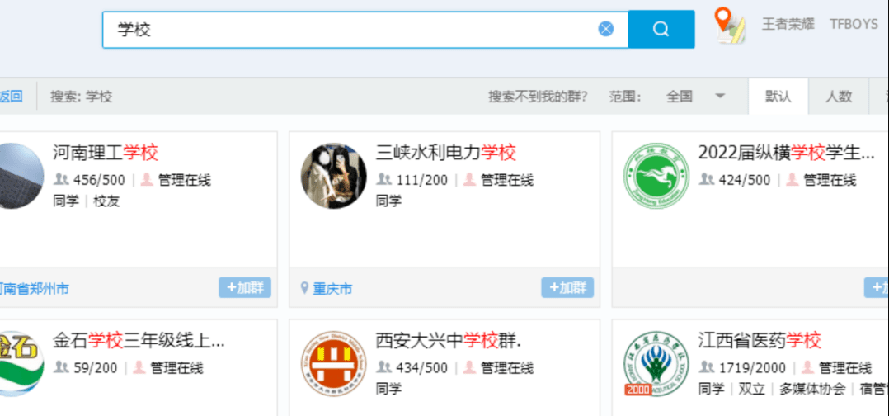 学校
王者荣耀 TFBOYS
返回 搜索: 学校 搜索不到我的群? 范围: 全国 默认 人数
河南理工学校
456/500 管理在线
同学 校友
河南省郑州市 +加群
三峡水利电力学校
111/200 管理在线
同学
重庆市 +加群
2022届纵横学校学生...
424/500 管理在线
+加
金石学校三年级线上...
59/200 管理在线
金石
西安大兴中学校群.
434/500 管理在线
同学
江西省医药学校
1719/2000 管理在线
同学 双立 多媒体协会 宿管
2000